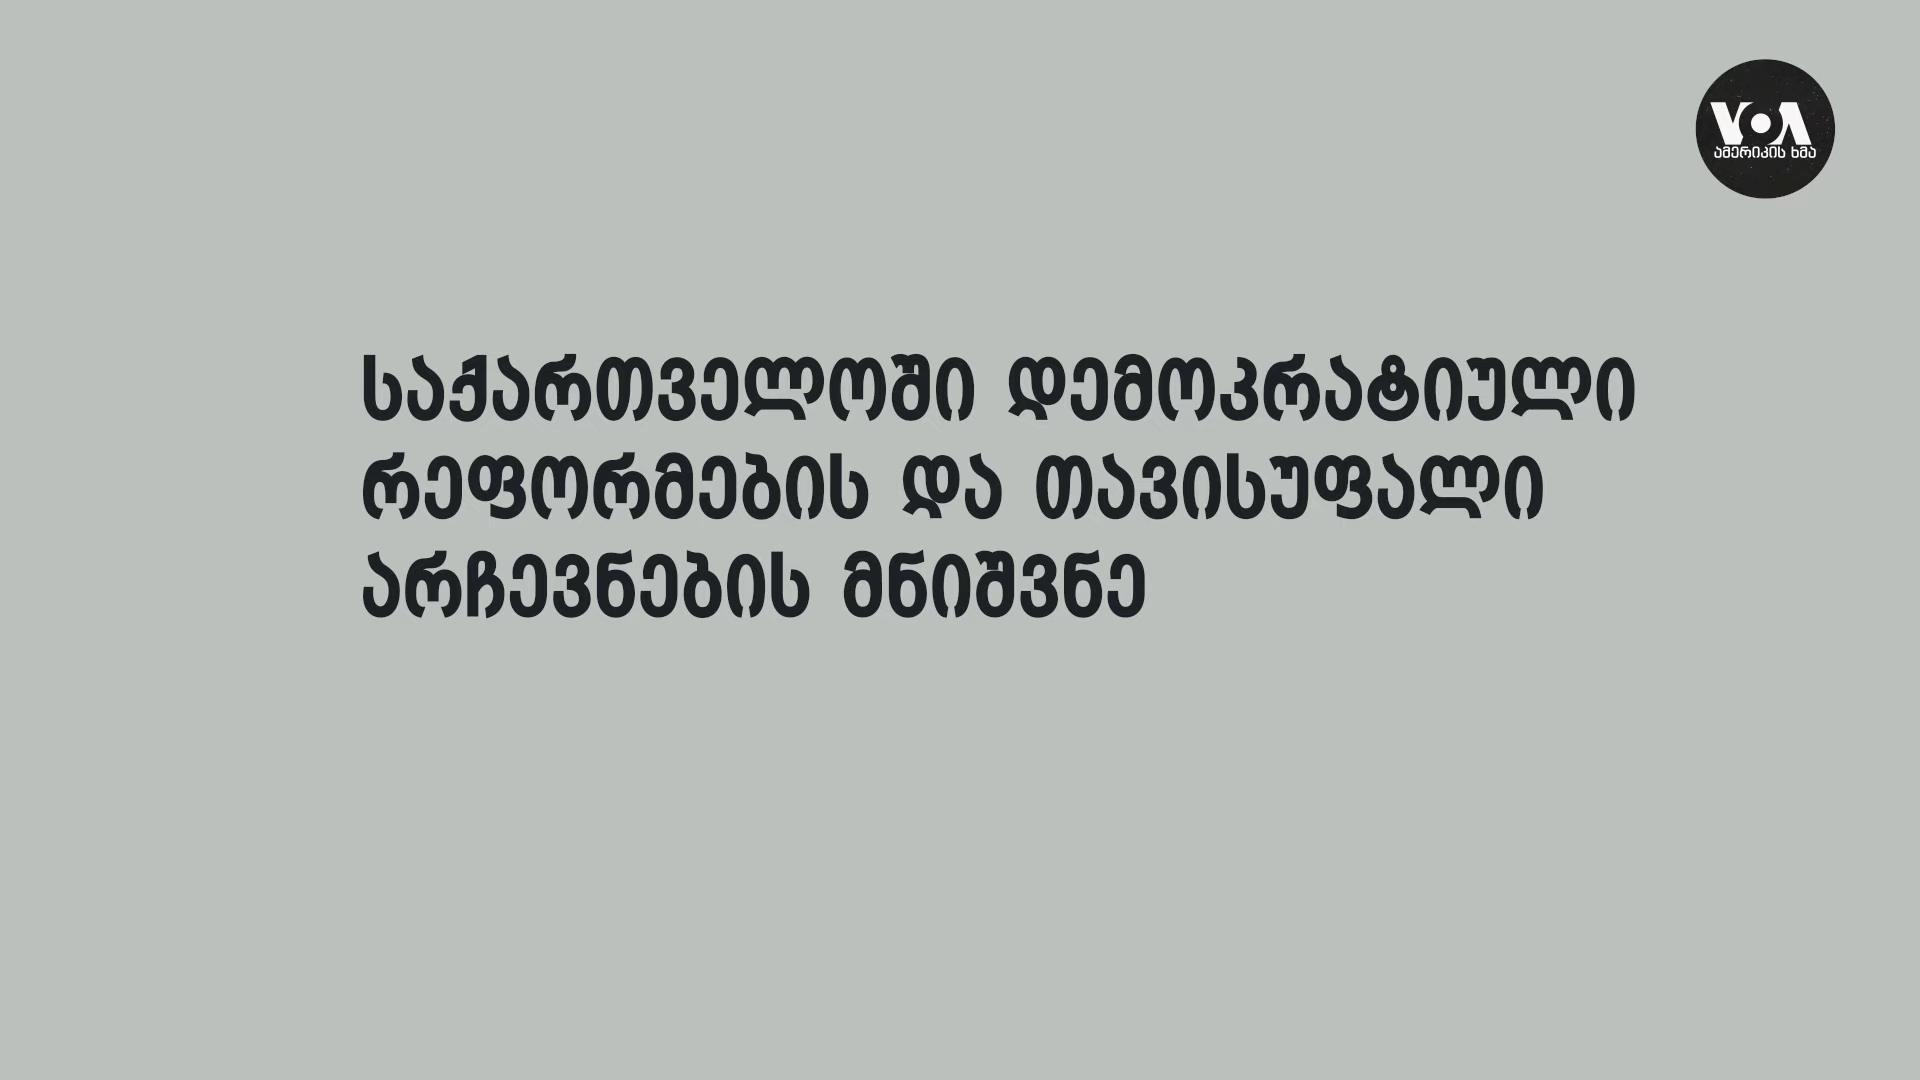 VOA
ამერიკის ხმა
საქართველოში დემოკრატიული
რეფორმების და თავისუფალი
არჩევნების მნიშვნე